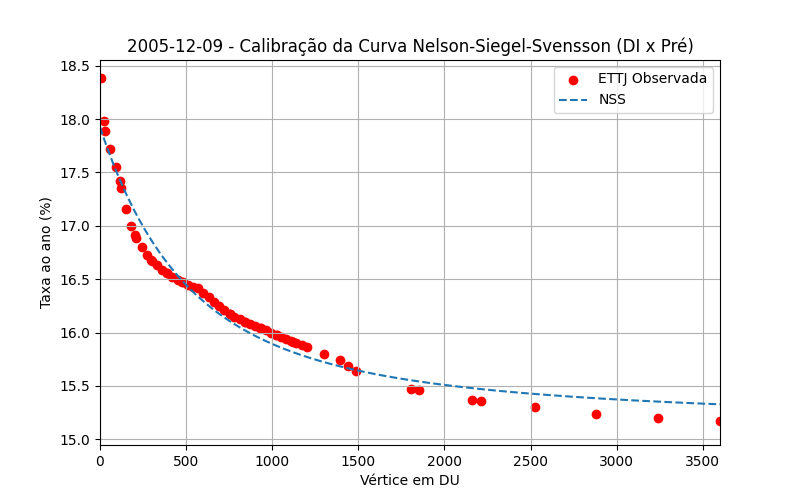 2005-12-09 - Calibração da Curva Nelson-Siegel-Svensson (DI x Pré)
ETTJ Observada
NSS
Taxa ao ano (%)
18.5
18.0
17.5
17.0
16.5
16.0
15.5
15.0
0 500 1000 1500 2000 2500 3000 3500
Vértice em DU